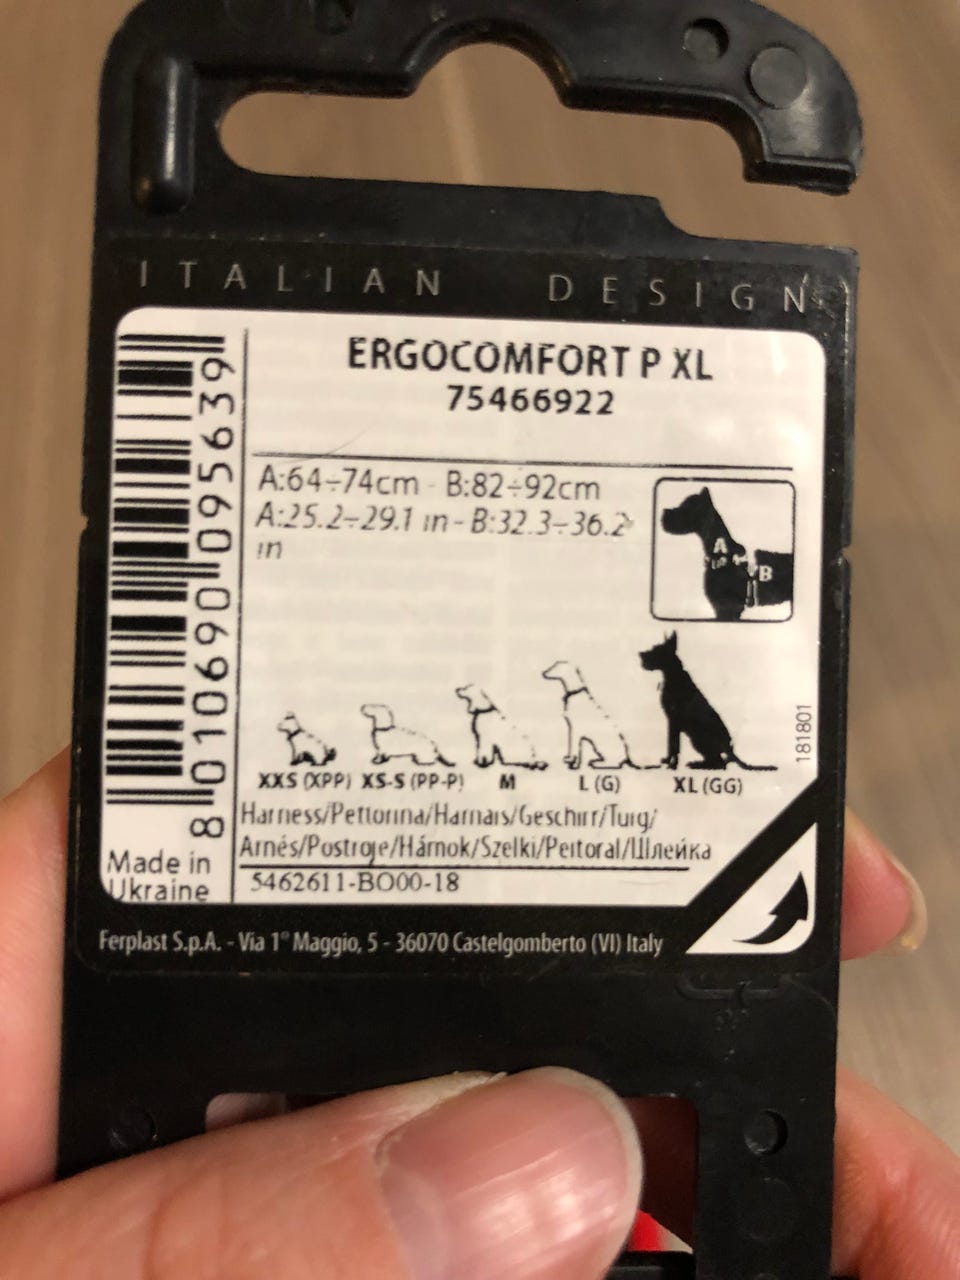 ITALIAN DESIGN
ERGOCOMFORT P XL
75466922
A:64÷74cm - B:82÷92cm
A:25.2÷29.1 in - B:32.3÷36.2
in
A
B
XXS (XPP) XS-S (PP-P) M L (G) XL (GG)
181801
Harness/Pettorina/Harnais/Geschirr/Tuig/
Arnés/Postroje/Hárnok/Szelki/Peitoral/Шлейка
5462611-BO00-18
8 010690 095639
Made in
Ukraine
Ferplast S.p.A. - Via 1° Maggio, 5 - 36070 Castelgomberto (VI) Italy